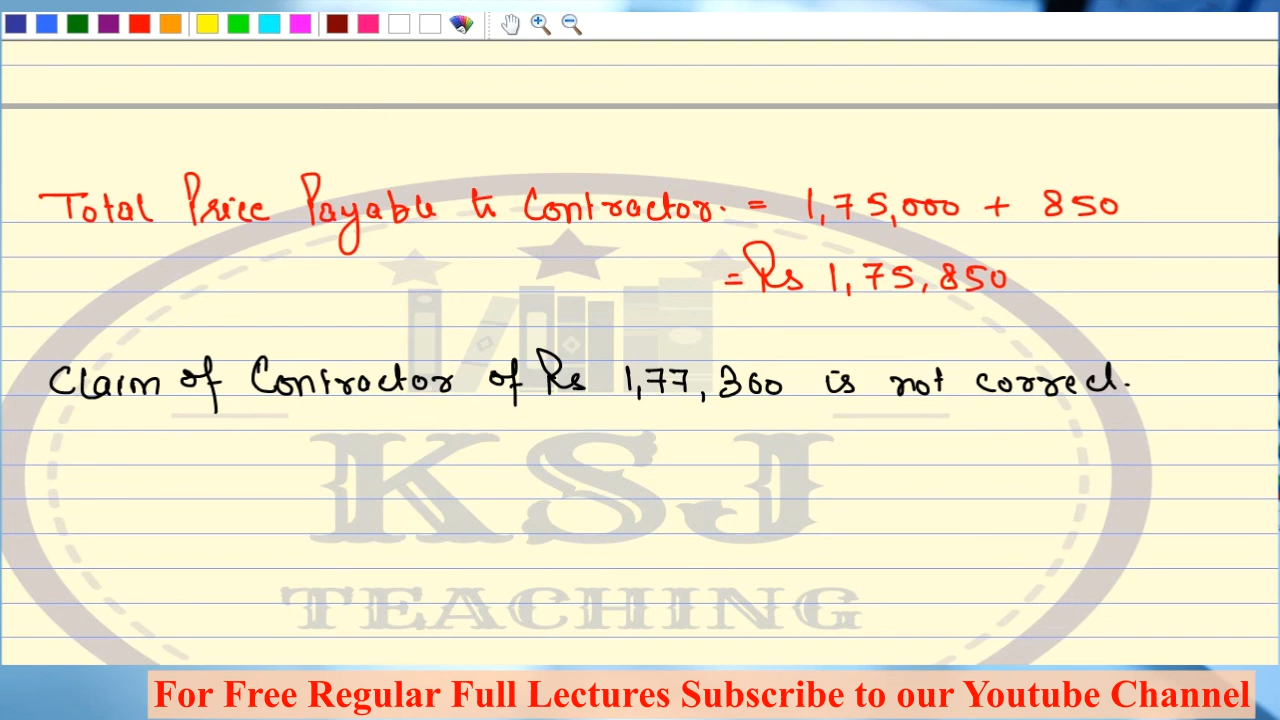 Total Price Payable to Contractor. = 1,75,000 + 850
= Rs 1,75,850
Claim of Contractor of Rs 1,77,360 is not correct.
KSJ
TEACHING
For Free Regular Full Lectures Subscribe to our Youtube Channel